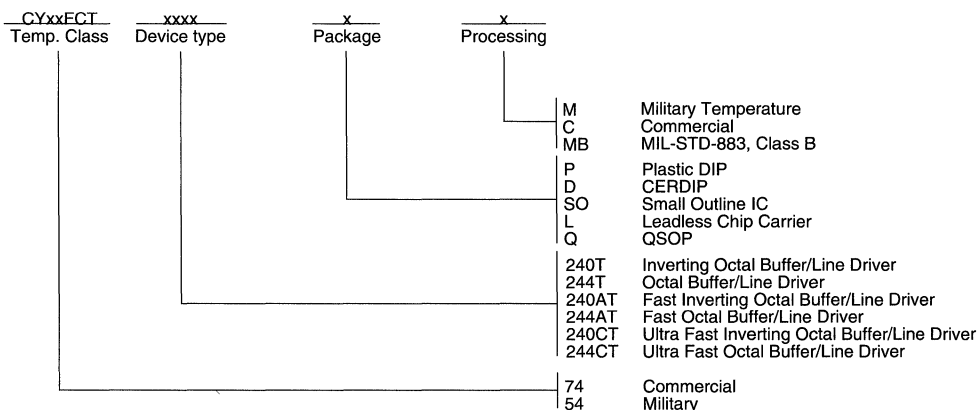 CYxxFCT xxxx x x
Temp. Class Device type Package Processing
M Military Temperature
C Commercial
MB MIL-STD-883, Class B
P Plastic DIP
D CERDIP
SO Small Outline IC
L Leadless Chip Carrier
Q QSOP
240T Inverting Octal Buffer/Line Driver
244T Octal Buffer/Line Driver
240AT Fast Inverting Octal Buffer/Line Driver
244AT Fast Octal Buffer/Line Driver
240CT Ultra Fast Inverting Octal Buffer/Line Driver
244CT Ultra Fast Octal Buffer/Line Driver
74 Commercial
54 Military